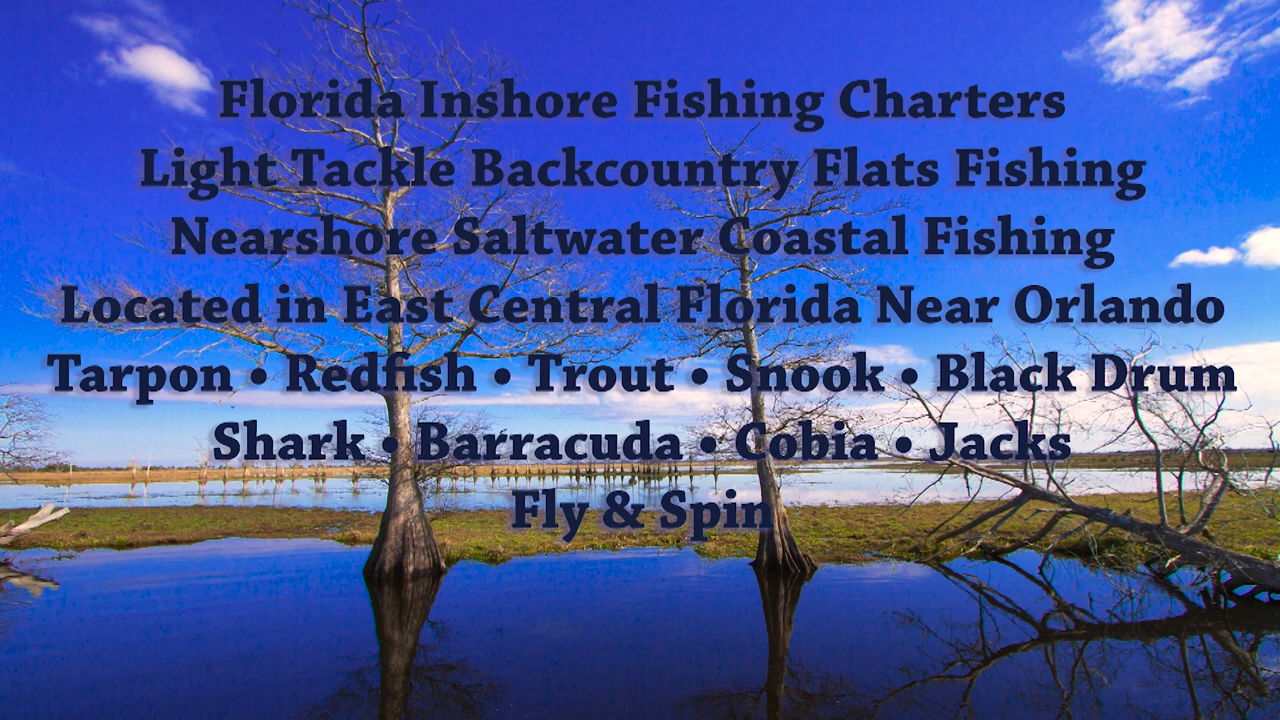 Florida Inshore Fishing Charters
Light Tackle Backcountry Flats Fishing
Nearshore Saltwater Coastal Fishing
Located in East Central Florida Near Orlando
Tarpon • Redfish • Trout • Snook • Black Drum
Shark • Barracuda • Cobia • Jacks
Fly & Spin